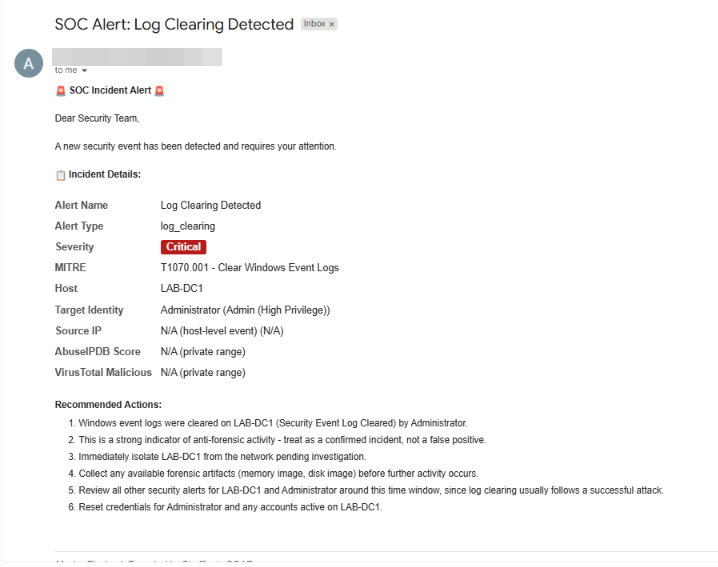 SOC Alert: Log Clearing Detected Inbox x
A
to me
SOC Incident Alert
Dear Security Team,
A new security event has been detected and requires your attention.
Incident Details:
Alert Name Log Clearing Detected
Alert Type log_clearing
Severity Critical
MITRE T1070.001 - Clear Windows Event Logs
Host LAB-DC1
Target Identity Administrator (Admin (High Privilege))
Source IP N/A (host-level event) (N/A)
AbuseIPDB Score N/A (private range)
VirusTotal Malicious N/A (private range)
Recommended Actions:
1. Windows event logs were cleared on LAB-DC1 (Security Event Log Cleared) by Administrator.
2. This is a strong indicator of anti-forensic activity - treat as a confirmed incident, not a false positive.
3. Immediately isolate LAB-DC1 from the network pending investigation.
4. Collect any available forensic artifacts (memory image, disk image) before further activity occurs.
5. Review all other security alerts for LAB-DC1 and Administrator around this time window, since log clearing usually follows a successful attack.
6. Reset credentials for Administrator and any accounts active on LAB-DC1.